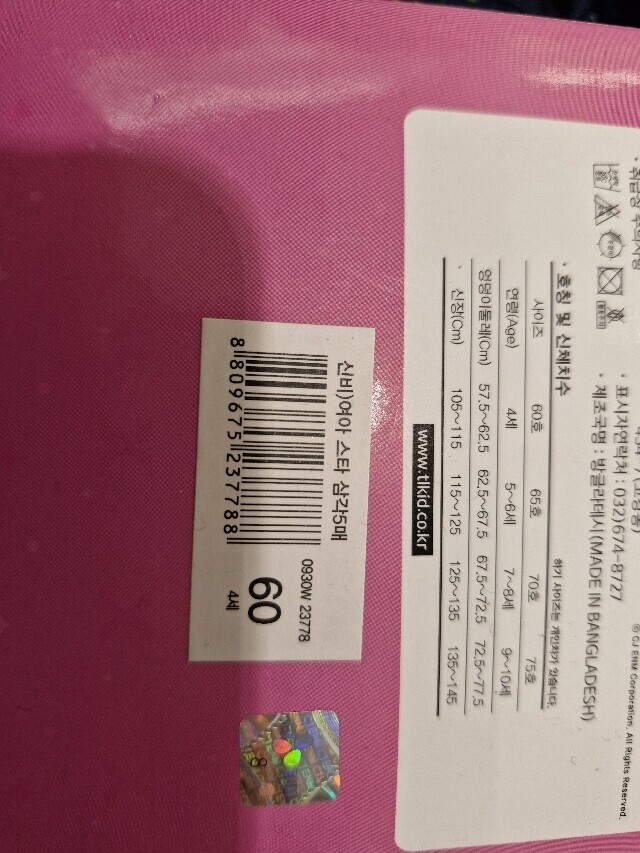 취급상 주의사항
© CJ ENM Corporation. All Rights Reserved.
· 표시자연락처 : 032)674-8727
· 제조국명 : 방글라데시(MADE IN BANGLADESH)
· 호칭 및 신체치수
하기 사이즈는 개인차가 있습니다.
사이즈 60호 65호 70호 75호
연령(Age) 4세 5~6세 7~8세 9~10세
엉덩이둘레(Cm) 57.5~62.5 62.5~67.5 67.5~72.5 72.5~77.5
신장(Cm) 105~115 115~125 125~135 135~145
www.tlkid.co.kr
신비)여아 스타 삼각5매
8 809675 237788
0930W 23778
60
4세